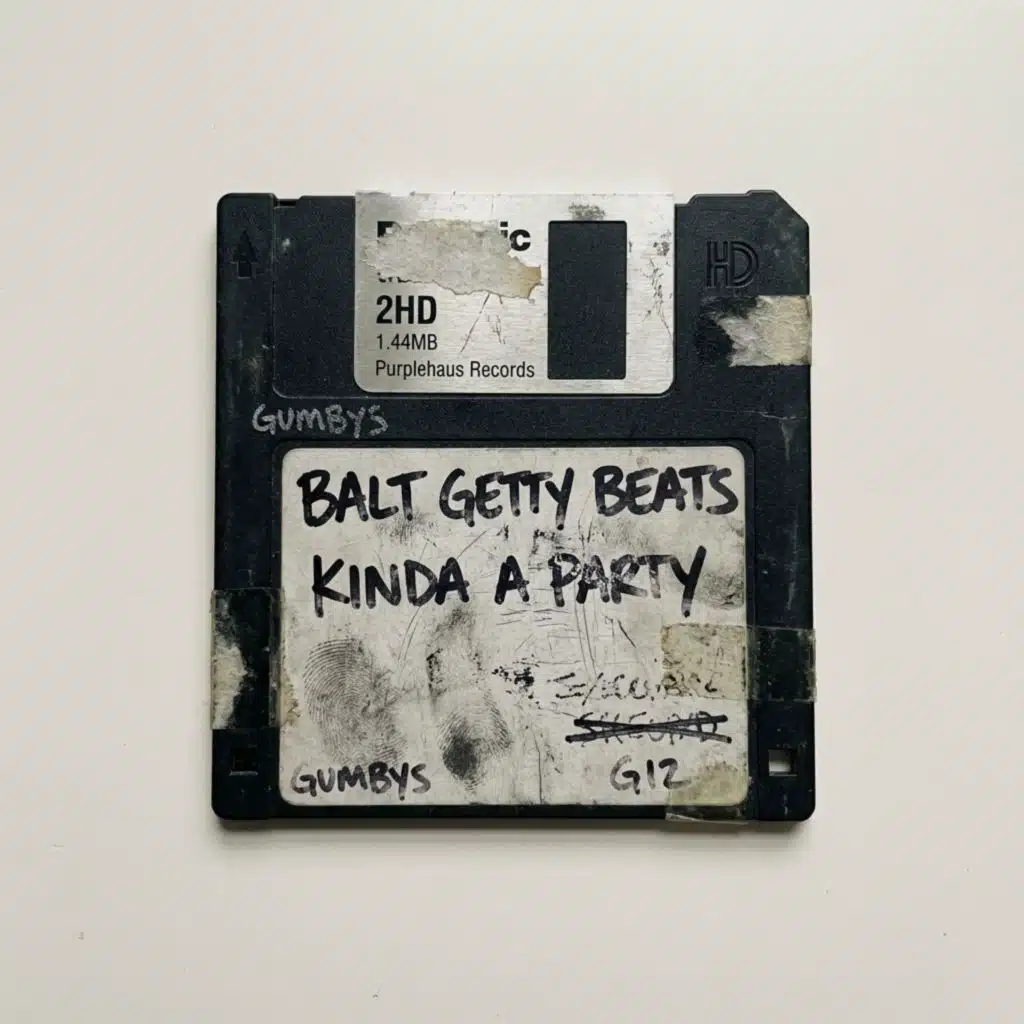 HD
2HD
1.44MB
Purplehaus Records
GUMBYS
BALT GETTY BEATS
KINDA A PARTY
GUMBYS
G12